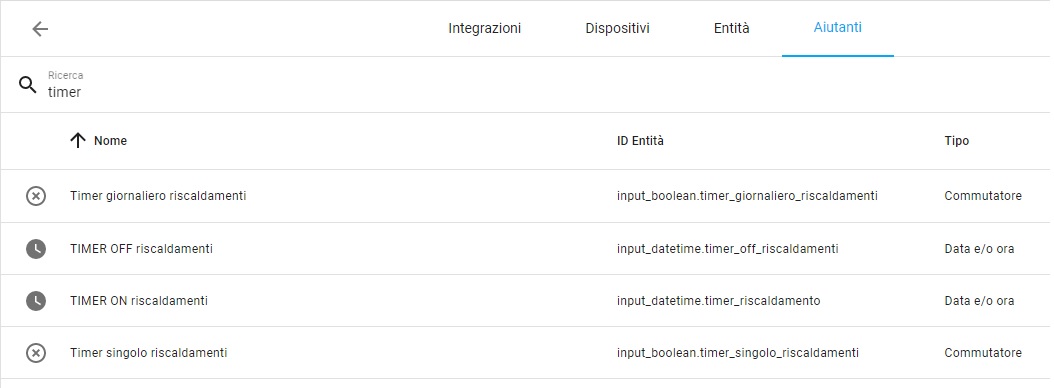 Integrazioni Dispositivi Entità Aiutanti
Ricerca
timer
Nome ID Entità Tipo
Timer giornaliero riscaldamenti input_boolean.timer_giornaliero_riscaldamenti Commutatore
TIMER OFF riscaldamenti input_datetime.timer_off_riscaldamenti Data e/o ora
TIMER ON riscaldamenti input_datetime.timer_riscaldamento Data e/o ora
Timer singolo riscaldamenti input_boolean.timer_singolo_riscaldamenti Commutatore